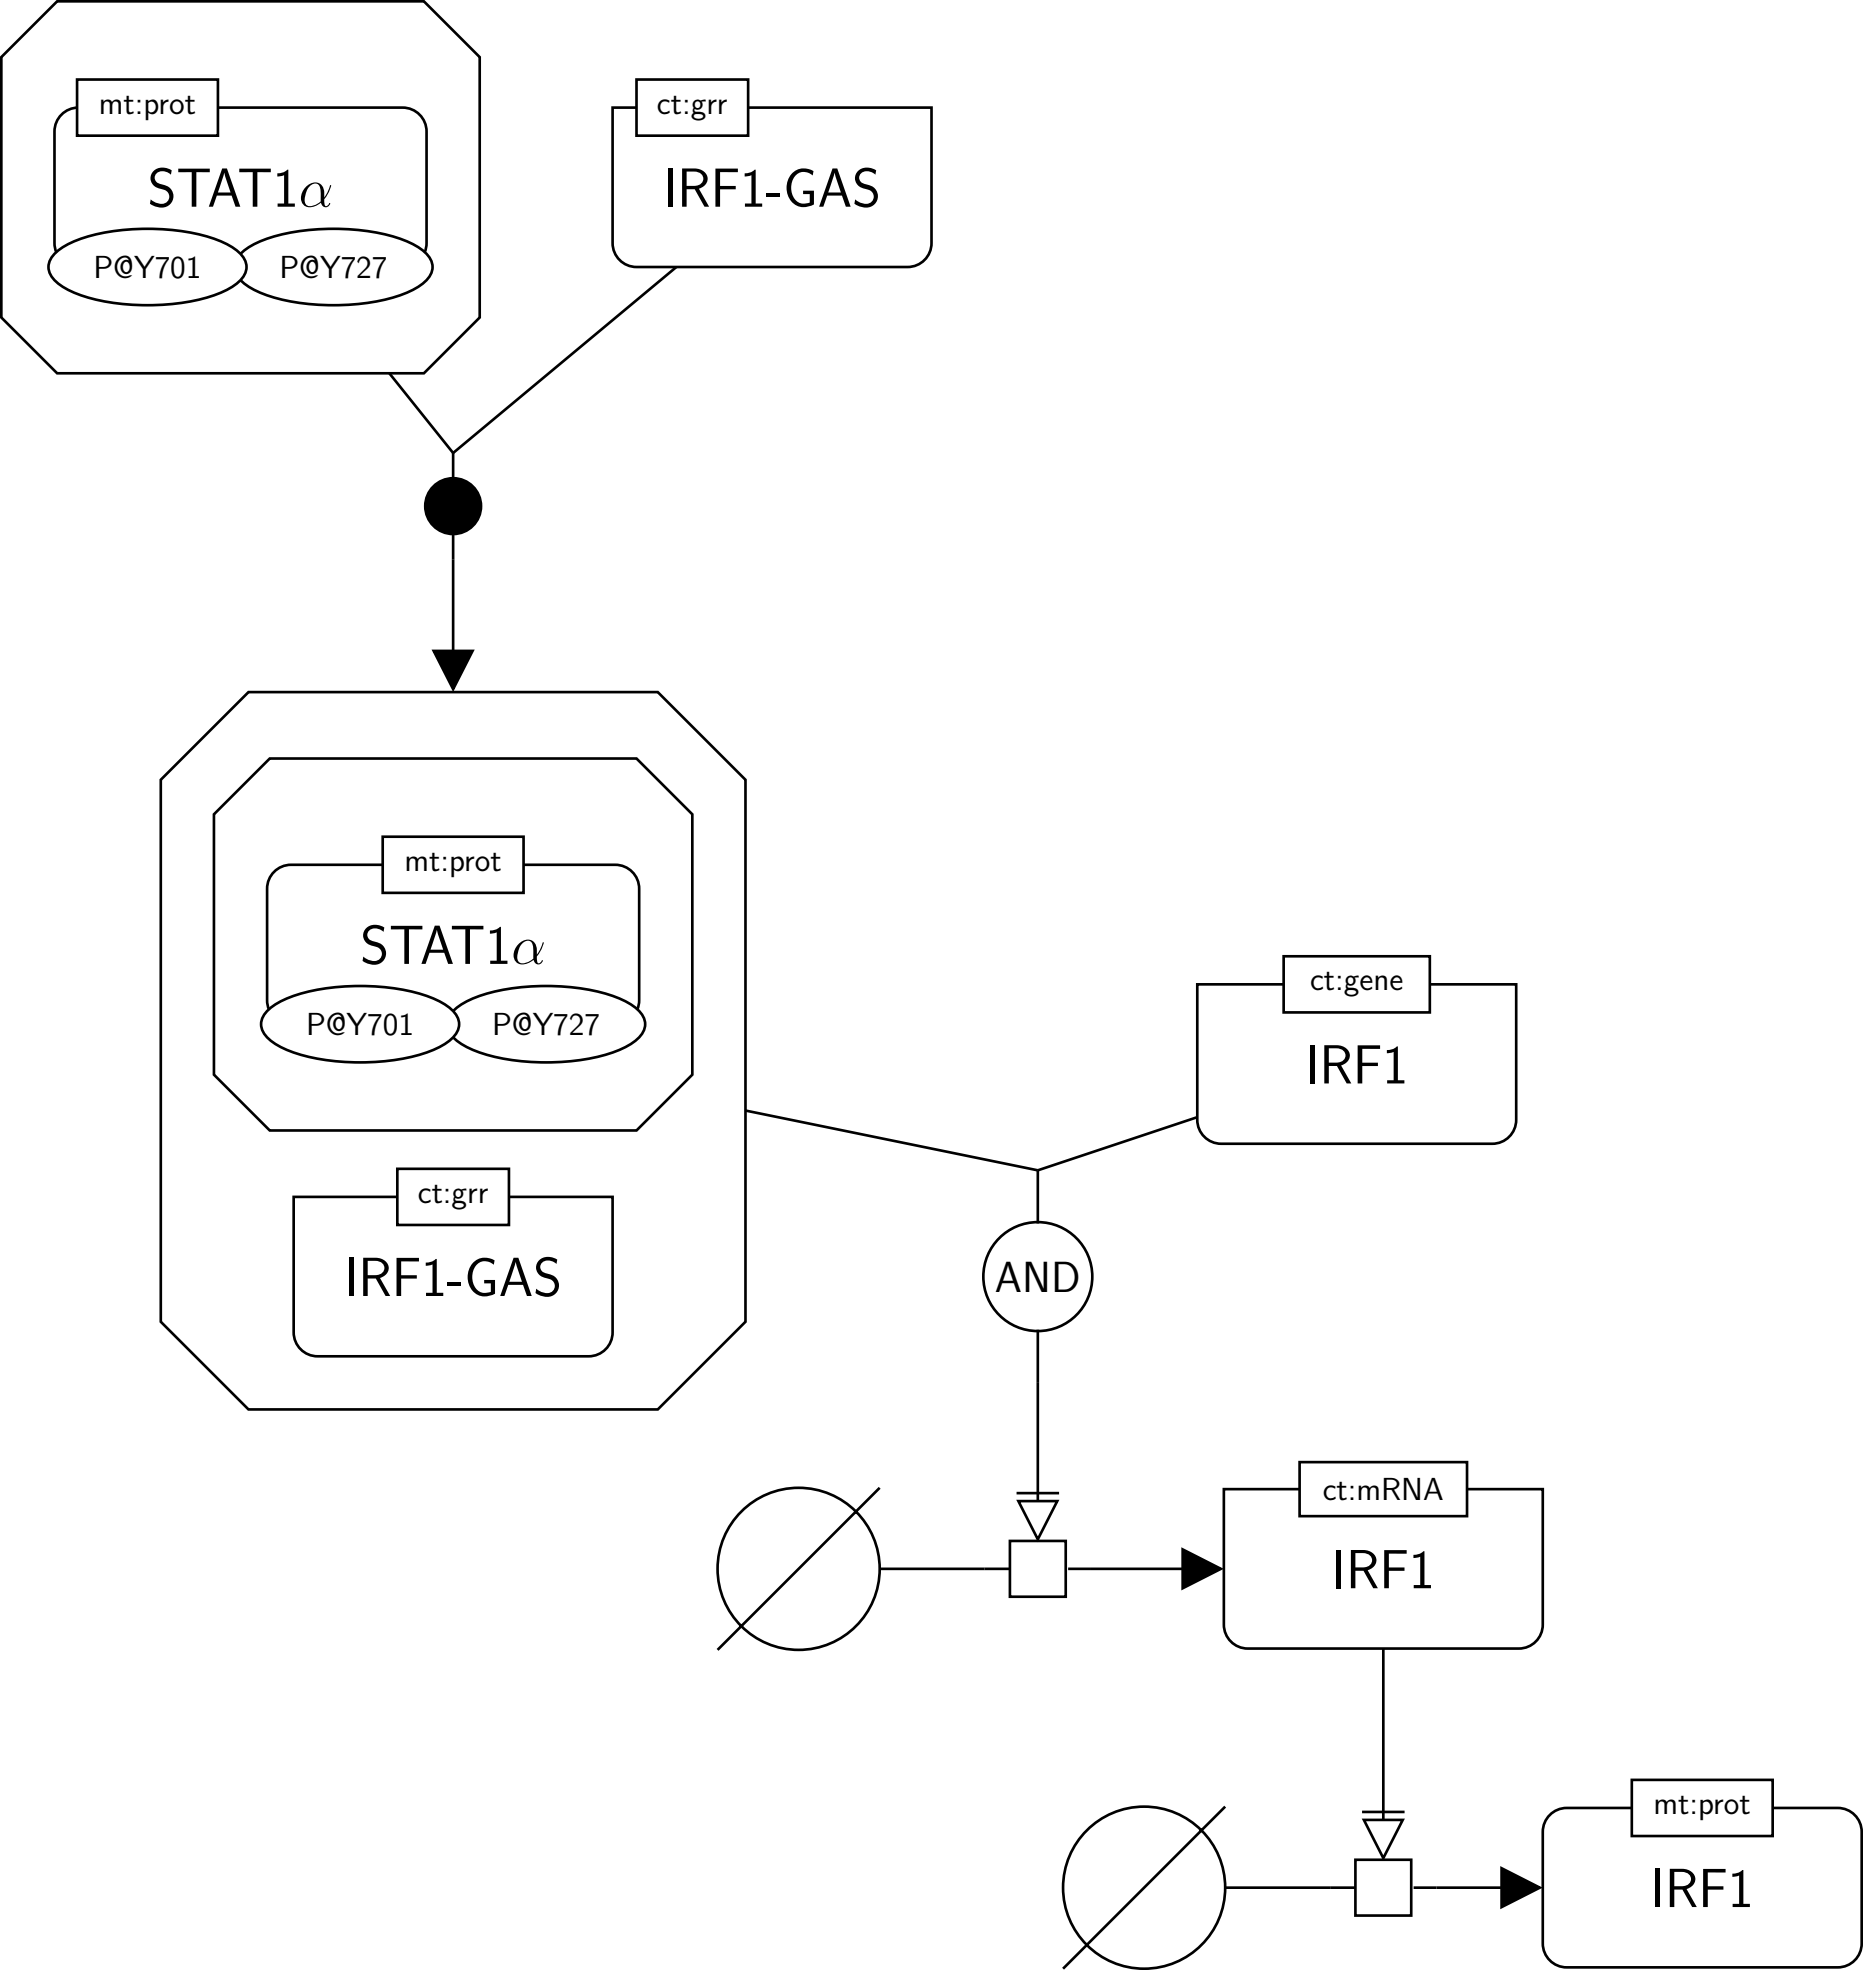 mt:prot
STAT1α
P@Y701 P@Y727
ct:grr
IRF1-GAS
mt:prot
STAT1α
P@Y701 P@Y727
ct:grr
IRF1-GAS
ct:gene
IRF1
AND
ct:mRNA
IRF1
mt:prot
IRF1